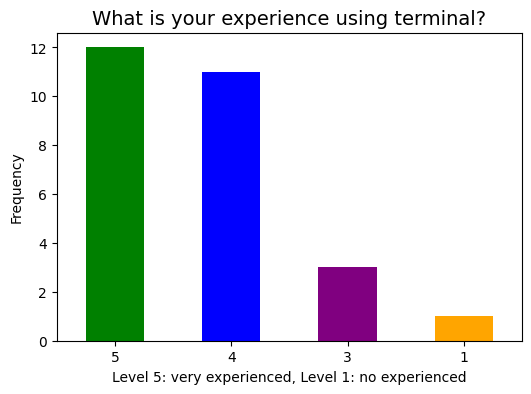 What is your experience using terminal?
12
10
8
6
4
2
0
Frequency
5 4 3 1
Level 5: very experienced, Level 1: no experienced